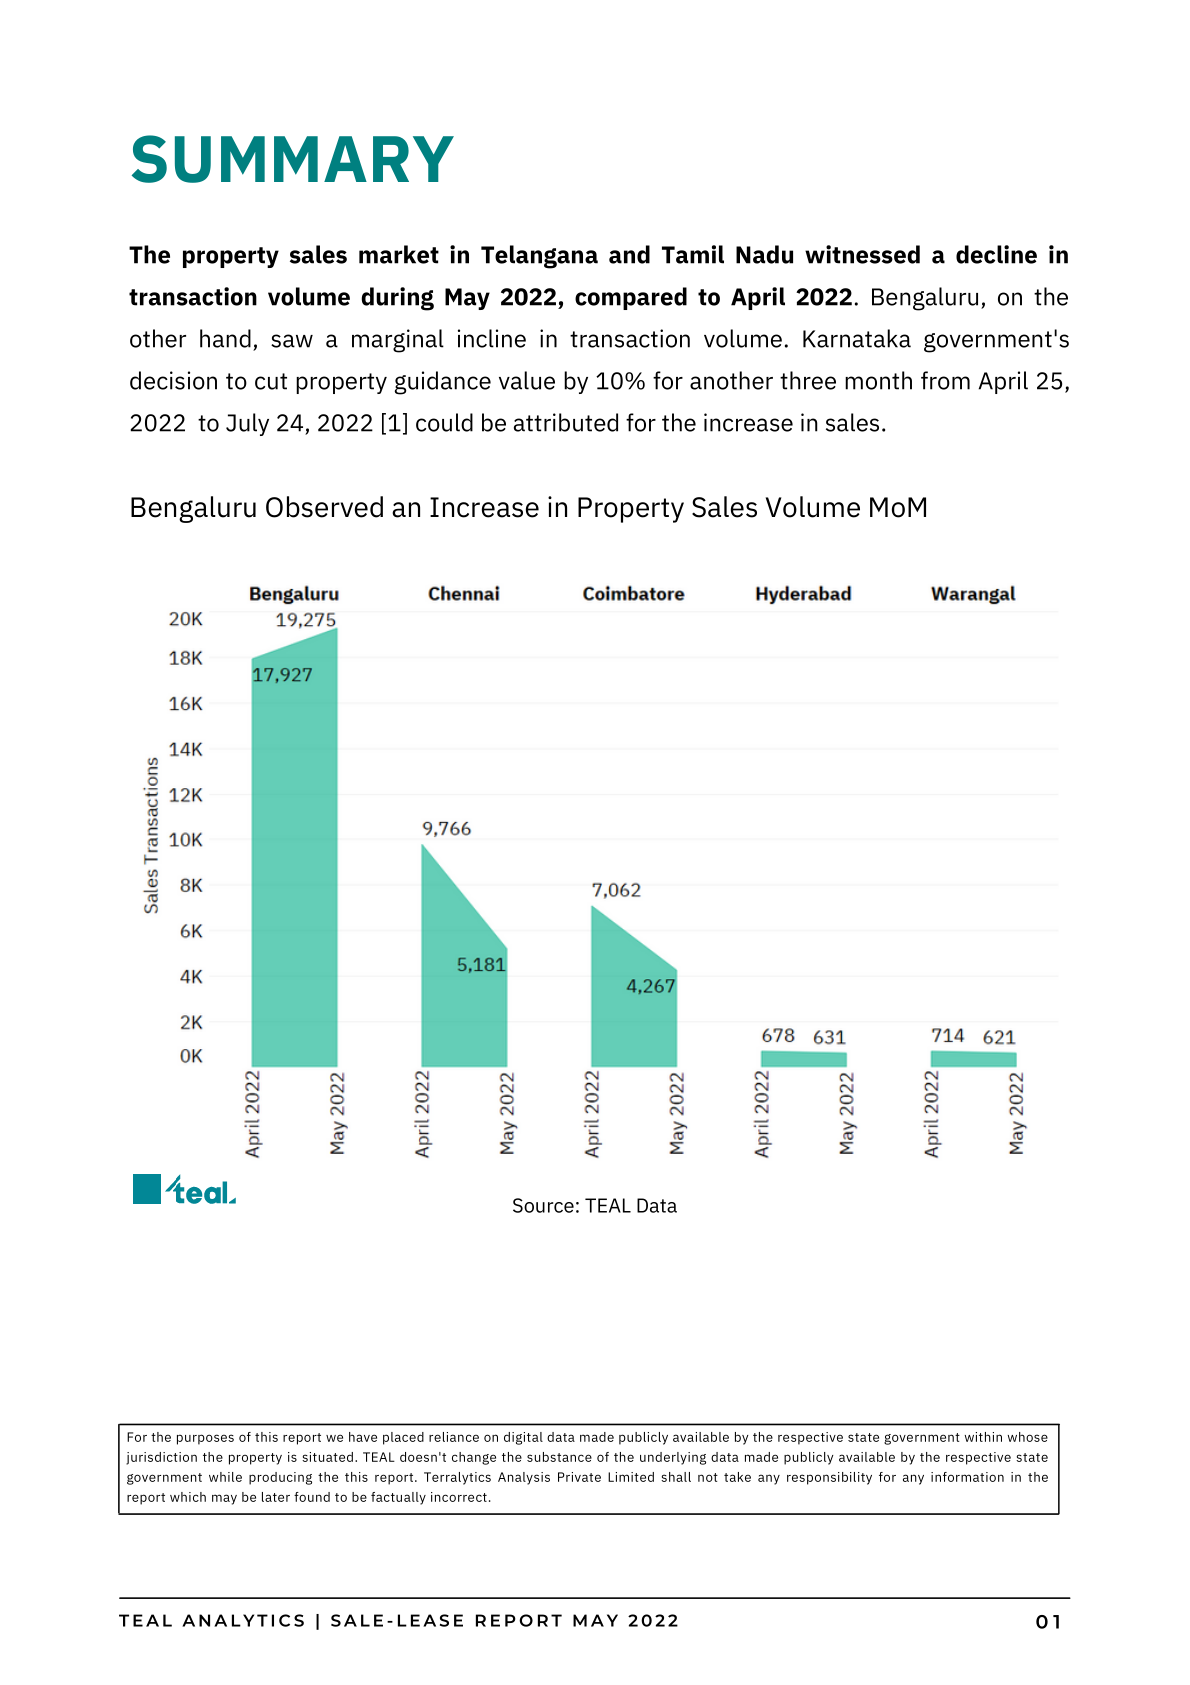 SUMMARY
The property sales market in Telangana and Tamil Nadu witnessed a decline in
transaction volume during May 2022, compared to April 2022. Bengaluru, on the
other hand, saw a marginal incline in transaction volume. Karnataka government's
decision to cut property guidance value by 10% for another three month from April 25,
2022 to July 24, 2022 [1] could be attributed for the increase in sales.
Bengaluru Observed an Increase in Property Sales Volume MoM
Bengaluru Chennai Coimbatore Hyderabad Warangal
20K
18K
16K
14K
12K
10K
8K
6K
4K
2K
0K
Sales Transactions
19,275
17,927
9,766
5,181
7,062
4,267
678 631
714 621
April 2022 May 2022 April 2022 May 2022 April 2022 May 2022 April 2022 May 2022 April 2022 May 2022
teal
Source: TEAL Data
For the purposes of this report we have placed reliance on digital data made publicly available by the respective state government within whose
jurisdiction the property is situated. TEAL doesn't change the substance of the underlying data made publicly available by the respective state
government while producing the this report. Terralytics Analysis Private Limited shall not take any responsibility for any information in the
report which may be later found to be factually incorrect.
TEAL ANALYTICS | SALE-LEASE REPORT MAY 2022 01